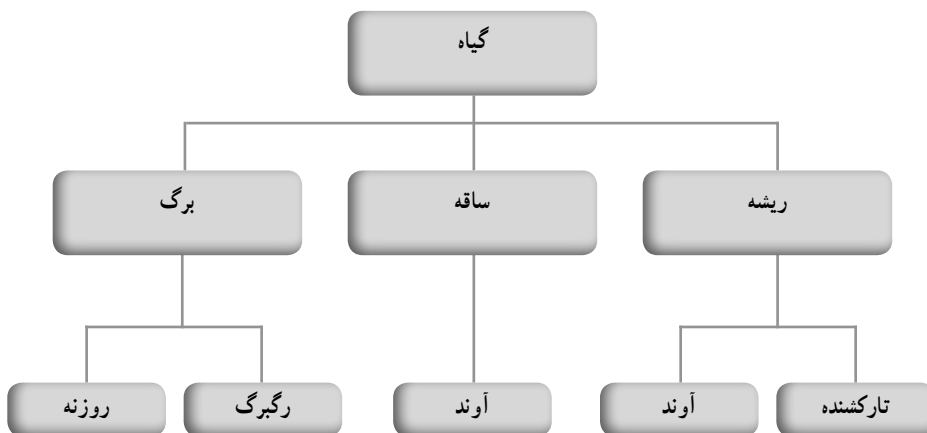 گیاه
ریشه
ساقه
برگ
تارکشنده
آوند
آوند
رگبرگ
روزنه